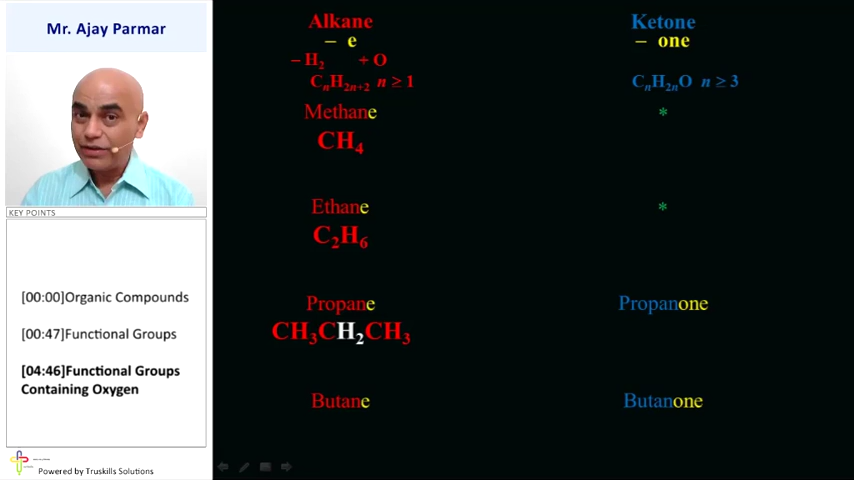 Mr. Ajay Parmar
KEY POINTS
[00:00]Organic Compounds
[00:47]Functional Groups
[04:46]Functional Groups
Containing Oxygen
Powered by Truskills Solutions
Alkane
– e
– H₂ + O
CₙH₂ₙ₊₂ n ≥ 1
Ketone
– one
CₙH₂ₙO n ≥ 3
Methane *
CH₄
Ethane *
C₂H₆
Propane Propanone
CH₃CH₂CH₃
Butane Butanone